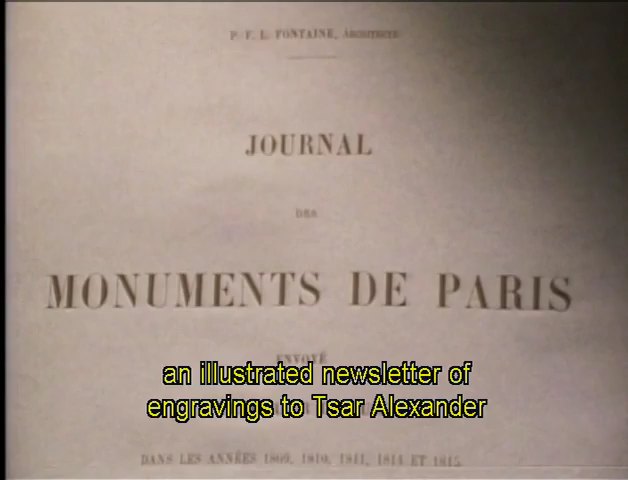 P. F. L. FONTAINE, ARCHITECTE
JOURNAL
DES
MONUMENTS DE PARIS
ENVOYÉ
an illustrated newsletter of
engravings to Tsar Alexander
DANS LES ANNÉES 1809, 1810, 1811, 1814 ET 1815